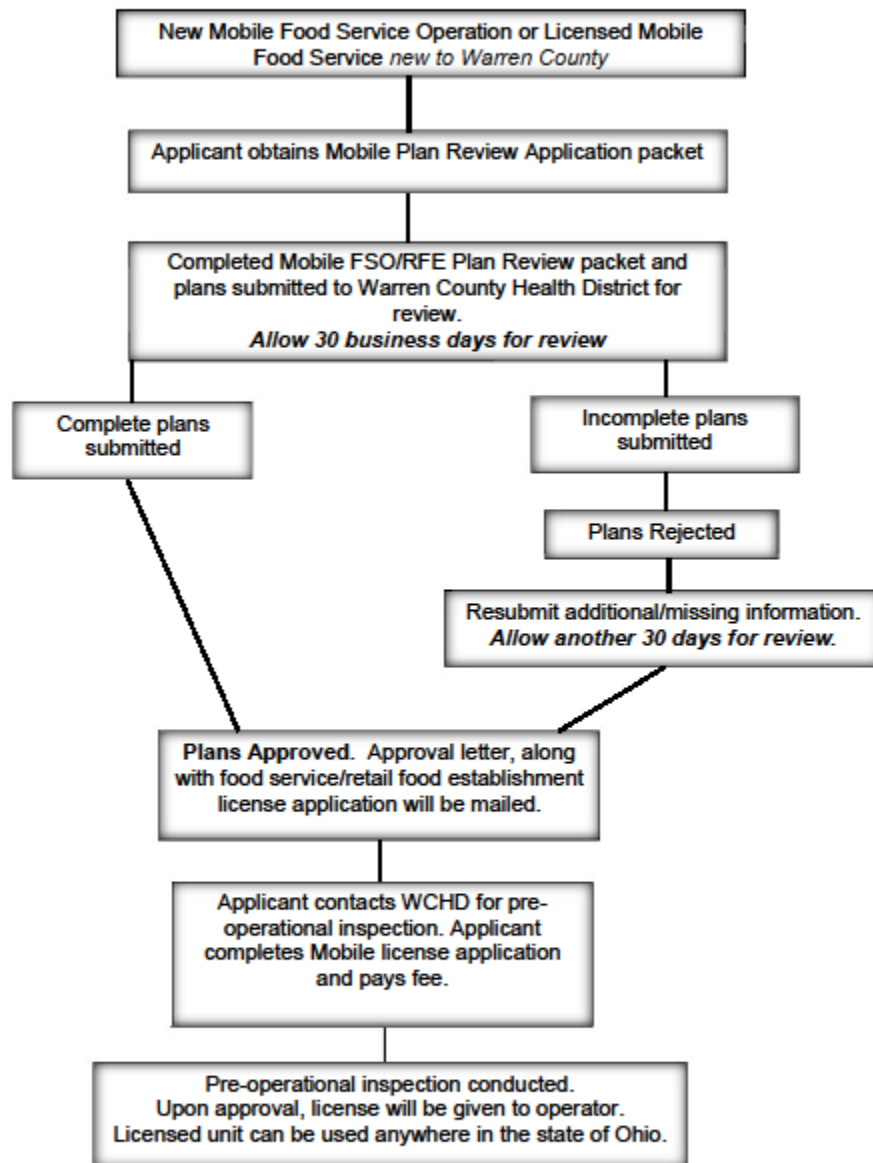 New Mobile Food Service Operation or Licensed Mobile
Food Service new to Warren County
Applicant obtains Mobile Plan Review Application packet
Completed Mobile FSO/RFE Plan Review packet and
plans submitted to Warren County Health District for
review.
Allow 30 business days for review
Complete plans
submitted
Incomplete plans
submitted
Plans Rejected
Resubmit additional/missing information.
Allow another 30 days for review.
Plans Approved. Approval letter, along
with food service/retail food establishment
license application will be mailed.
Applicant contacts WCHD for pre-
operational inspection. Applicant
completes Mobile license application
and pays fee.
Pre-operational inspection conducted.
Upon approval, license will be given to operator.
Licensed unit can be used anywhere in the state of Ohio.